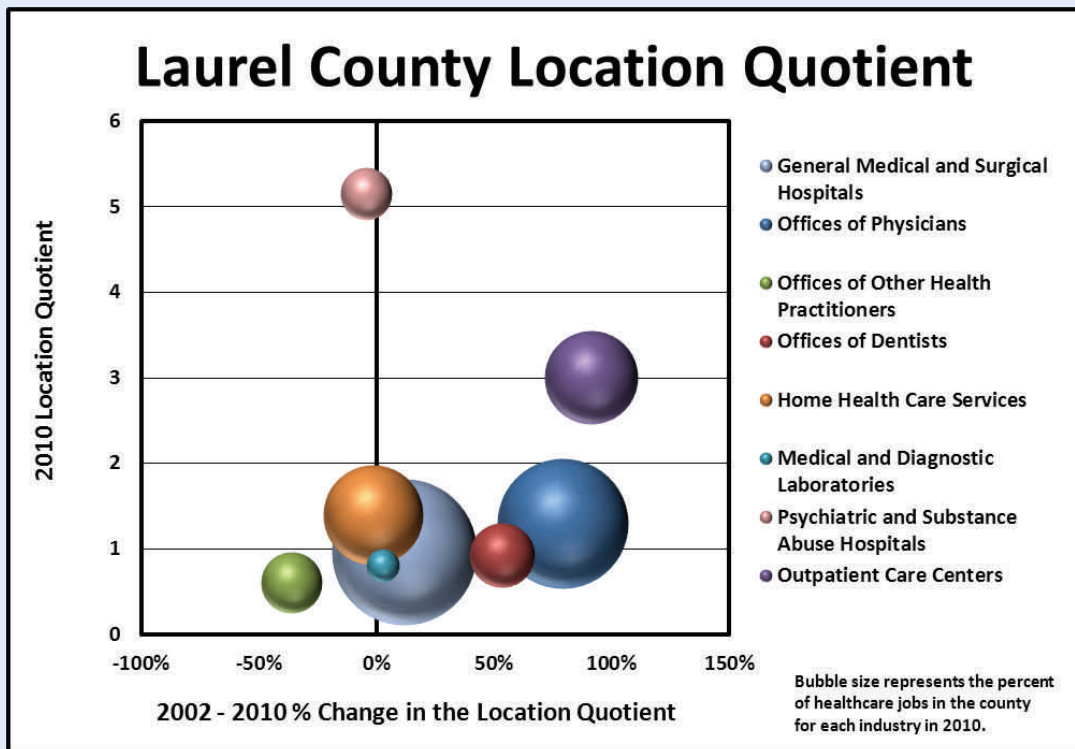 Laurel County Location Quotient
6
5
4
3
2
1
0
2010 Location Quotient
-100%
-50%
0%
50%
100%
150%
2002 - 2010 % Change in the Location Quotient
General Medical and Surgical
Hospitals
Offices of Physicians
Offices of Other Health
Practitioners
Offices of Dentists
Home Health Care Services
Medical and Diagnostic
Laboratories
Psychiatric and Substance
Abuse Hospitals
Outpatient Care Centers
Bubble size represents the percent
of healthcare jobs in the county
for each industry in 2010.